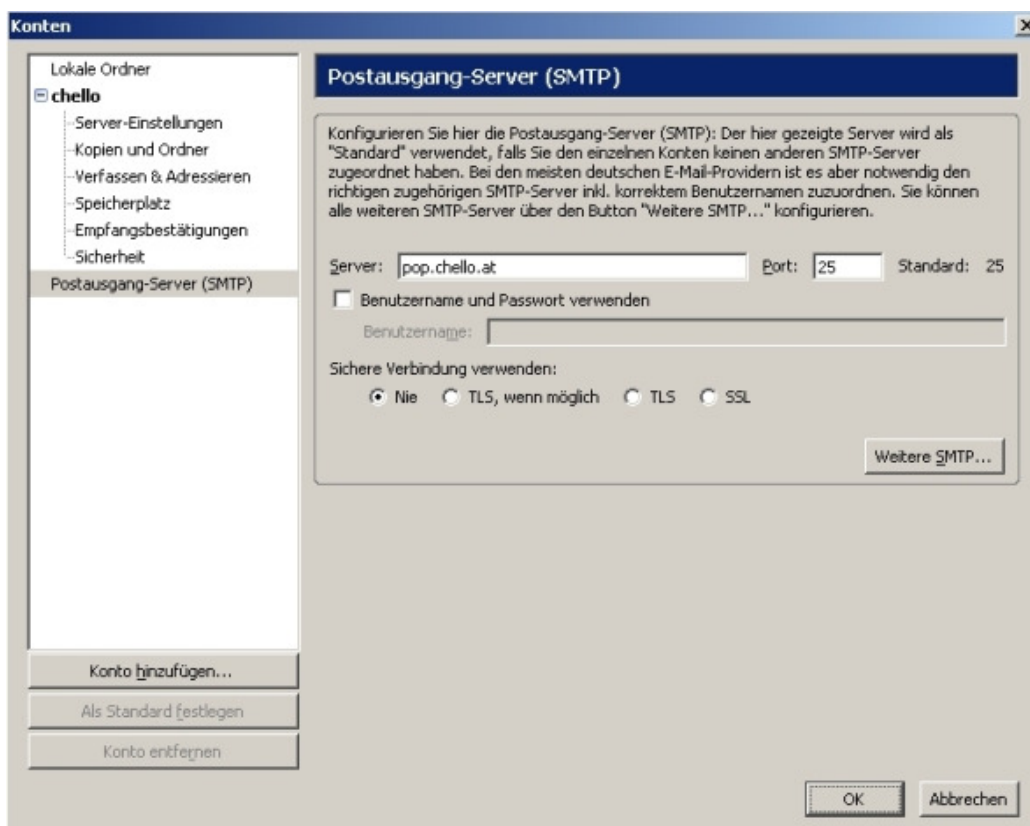 Konten
Lokale Ordner
chello
Server-Einstellungen
Kopien und Ordner
Verfassen & Adressieren
Speicherplatz
Empfangsbestätigungen
Sicherheit
Postausgang-Server (SMTP)
Konto hinzufügen...
Als Standard festlegen
Konto entfernen
Postausgang-Server (SMTP)
Konfigurieren Sie hier die Postausgang-Server (SMTP): Der hier gezeigte Server wird als
"Standard" verwendet, falls Sie den einzelnen Konten keinen anderen SMTP-Server
zugeordnet haben. Bei den meisten deutschen E-Mail-Providern ist es aber notwendig den
richtigen zugehörigen SMTP-Server inkl. korrektem Benutzernamen zuzuordnen. Sie können
alle weiteren SMTP-Server über den Button "Weitere SMTP..." konfigurieren.
Server: pop.chello.at Port: 25 Standard: 25
Benutzername und Passwort verwenden
Benutzername:
Sichere Verbindung verwenden:
Nie TLS, wenn möglich TLS SSL
Weitere SMTP...
OK Abbrechen